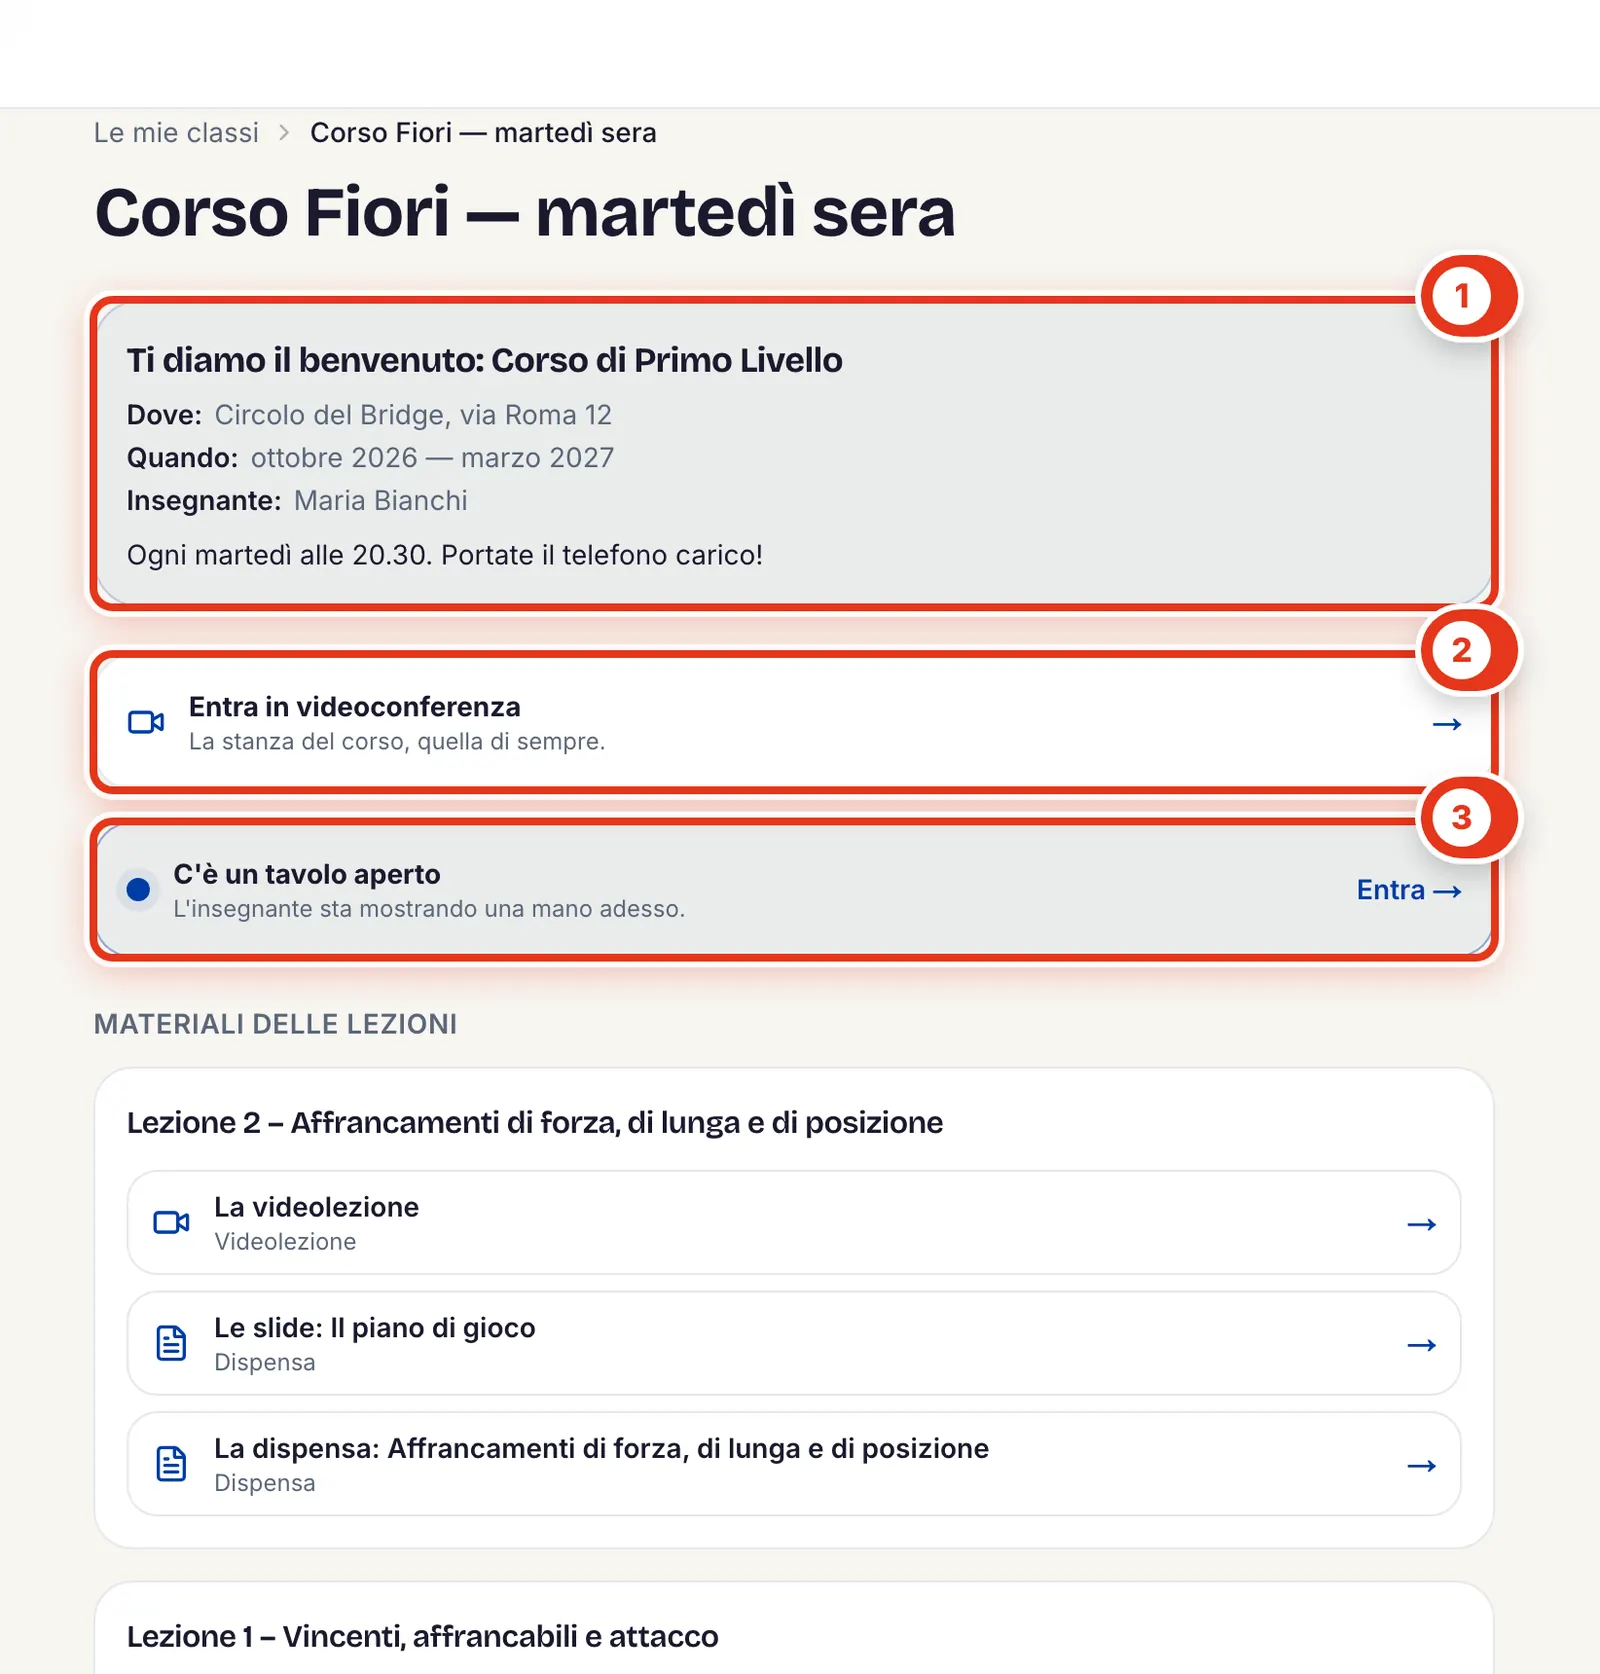 Le mie classi > Corso Fiori — martedì sera
Corso Fiori — martedì sera
1
Ti diamo il benvenuto: Corso di Primo Livello
Dove: Circolo del Bridge, via Roma 12
Quando: ottobre 2026 — marzo 2027
Insegnante: Maria Bianchi
Ogni martedì alle 20.30. Portate il telefono carico!
2
Entra in videoconferenza
La stanza del corso, quella di sempre.
→
3
C'è un tavolo aperto
L'insegnante sta mostrando una mano adesso.
Entra →
MATERIALI DELLE LEZIONI
Lezione 2 – Affrancamenti di forza, di lunga e di posizione
La videolezione
Videolezione
→
Le slide: Il piano di gioco
Dispensa
→
La dispensa: Affrancamenti di forza, di lunga e di posizione
Dispensa
→
Lezione 1 – Vincenti, affrancabili e attacco